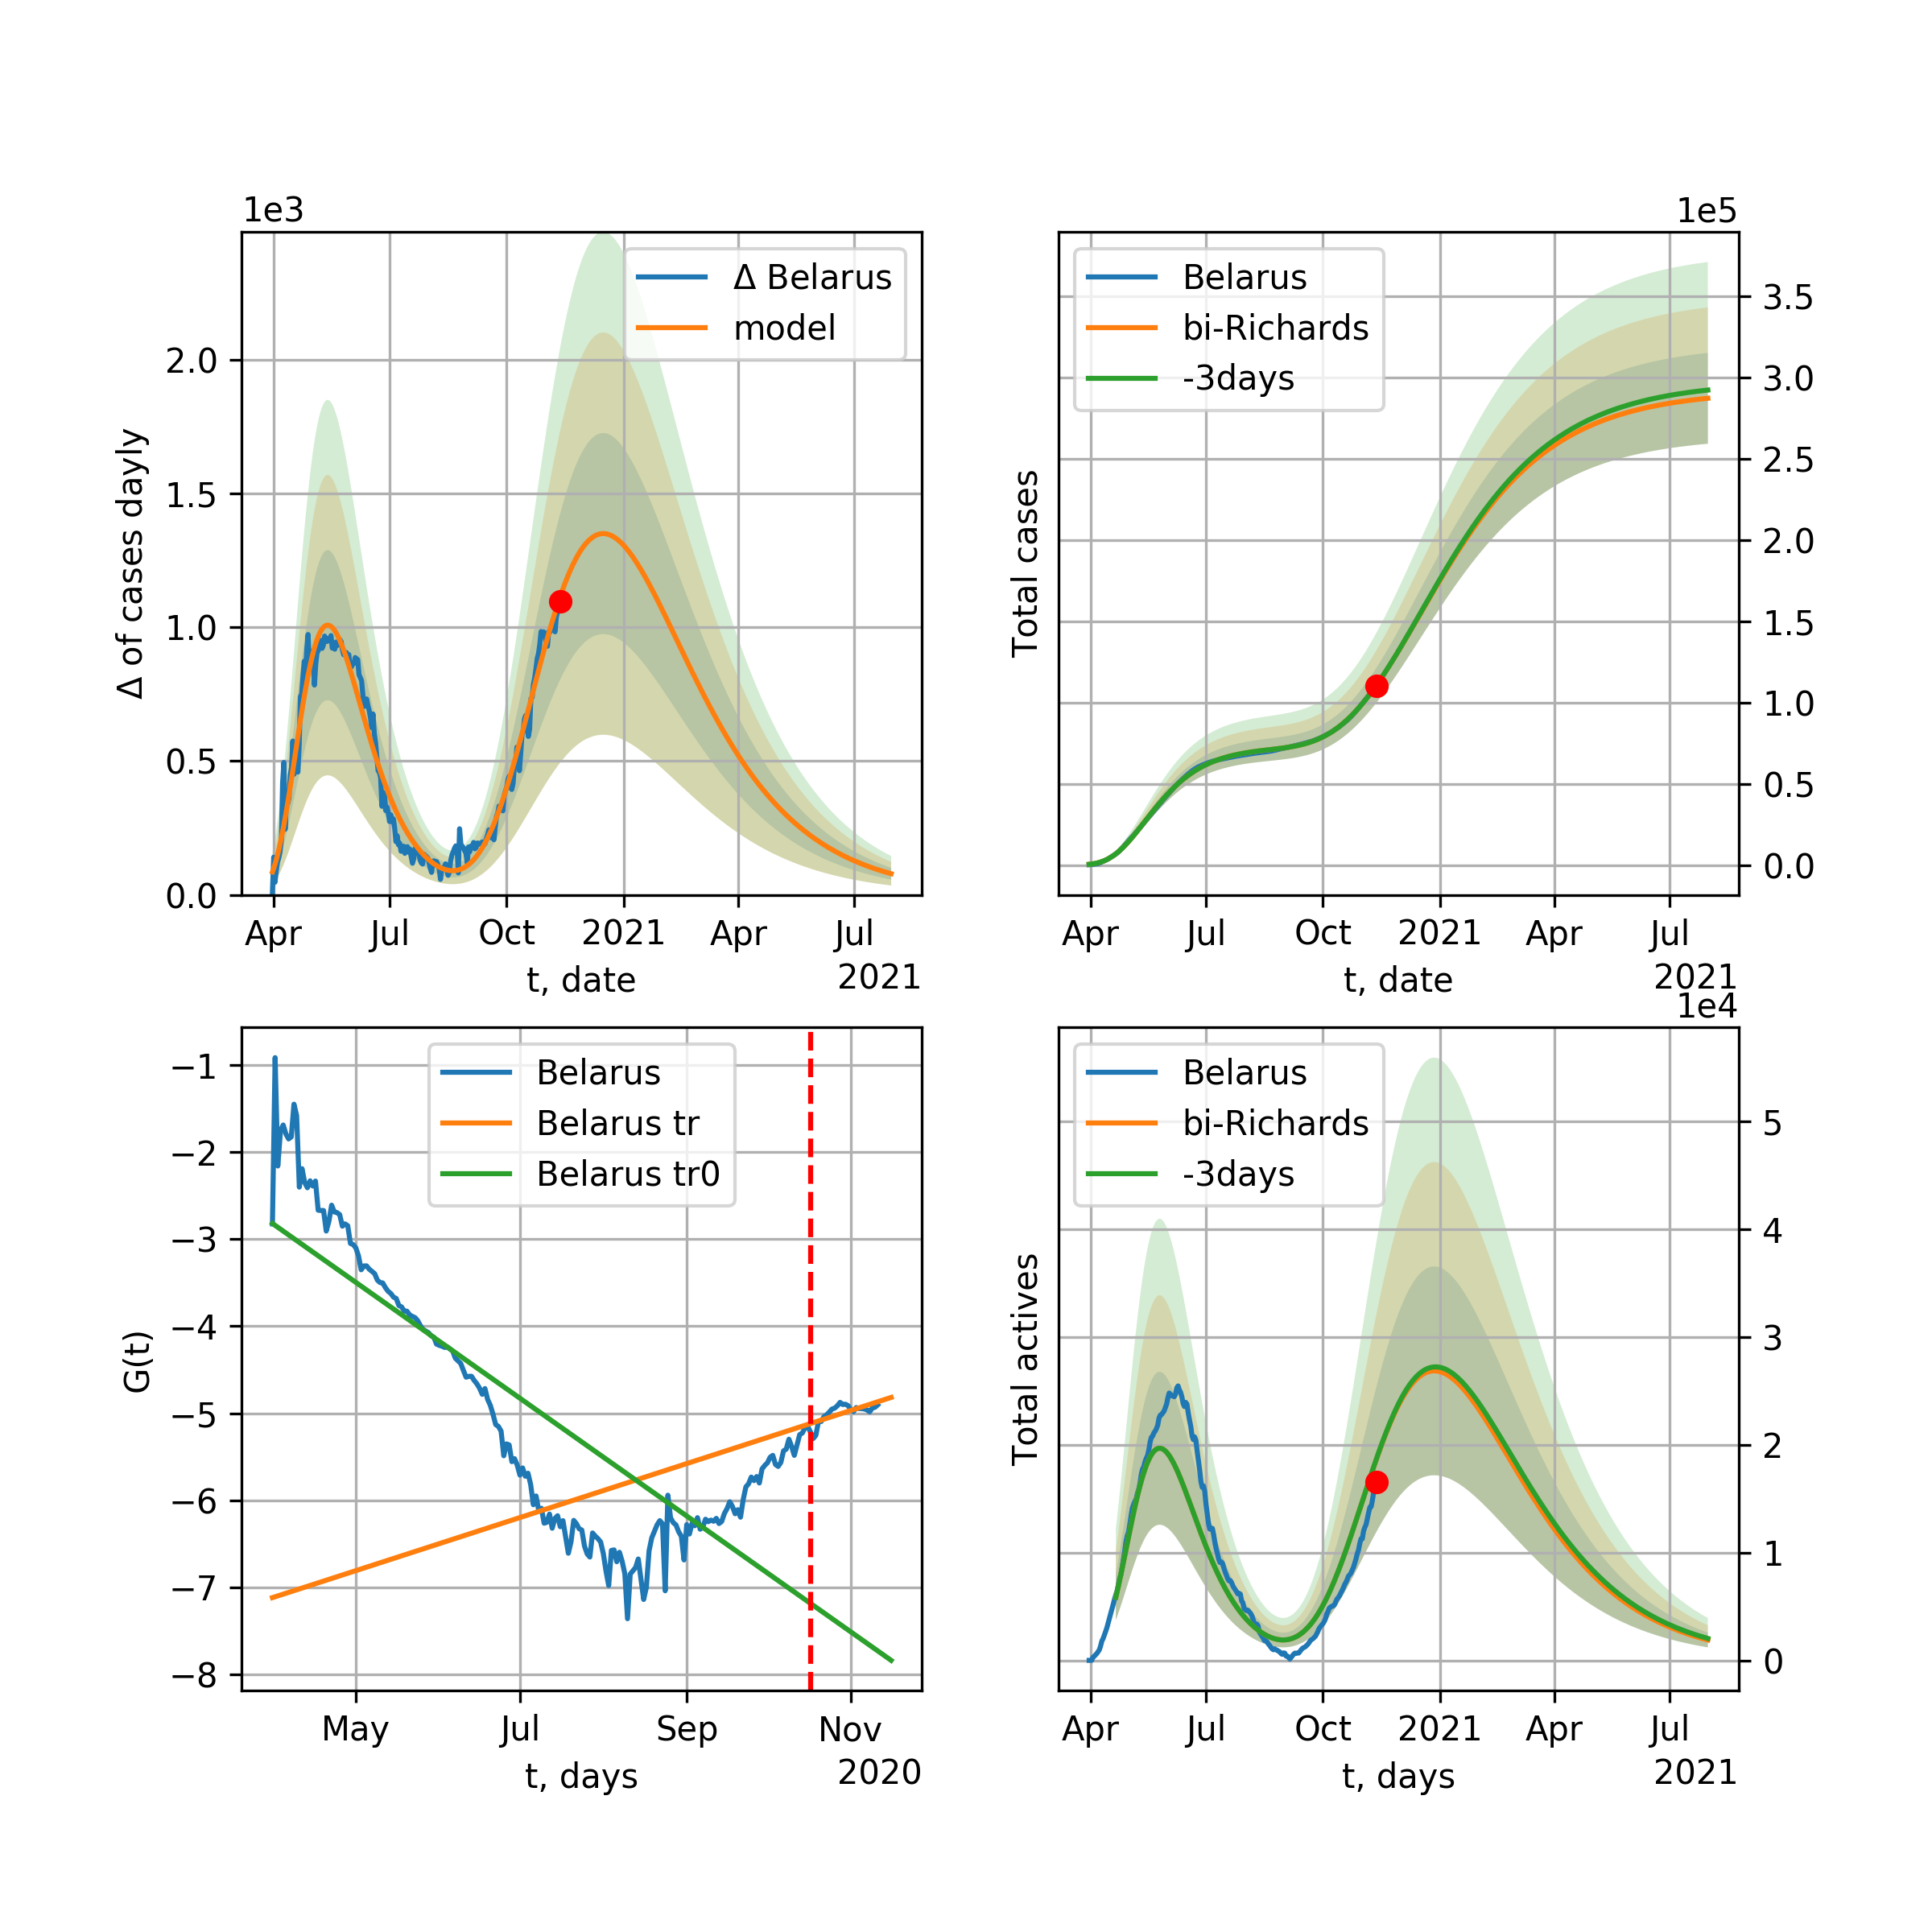 1e3
Δ of cases dayly
2.0
1.5
1.0
0.5
0.0
Δ Belarus
model
Apr Jul Oct 2021 Apr Jul
t, date
2021
1e5
Total cases
Belarus
bi-Richards
-3days
3.5
3.0
2.5
2.0
1.5
1.0
0.5
0.0
Apr Jul Oct 2021 Apr Jul
t, date
2021
G(t)
−1
−2
−3
−4
−5
−6
−7
−8
Belarus
Belarus tr
Belarus tr0
May Jul Sep Nov
t, days
2020
1e4
Total actives
Belarus
bi-Richards
-3days
5
4
3
2
1
0
Apr Jul Oct 2021 Apr Jul
t, days
2021